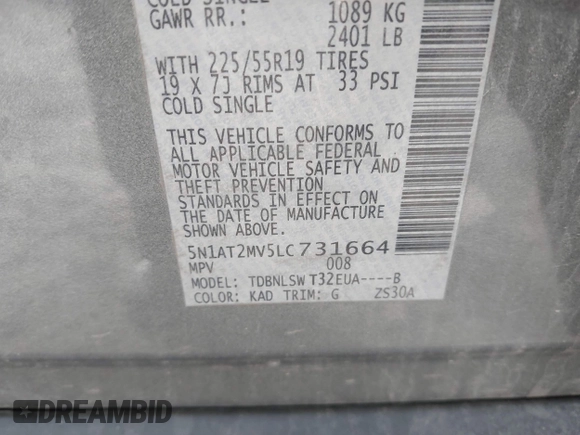 COLD SINGLE
GAWR RR.: 1089 KG
2401 LB
WITH 225/55R19 TIRES
19 X 7J RIMS AT 33 PSI
COLD SINGLE
THIS VEHICLE CONFORMS TO
ALL APPLICABLE FEDERAL
MOTOR VEHICLE SAFETY AND
THEFT PREVENTION
STANDARDS IN EFFECT ON
THE DATE OF MANUFACTURE
SHOWN ABOVE.
5N1AT2MV5LC731664
MPV 008
MODEL: TDBNLSW T32EUA----B
COLOR: KAD TRIM: G ZS30A
DREAMBID